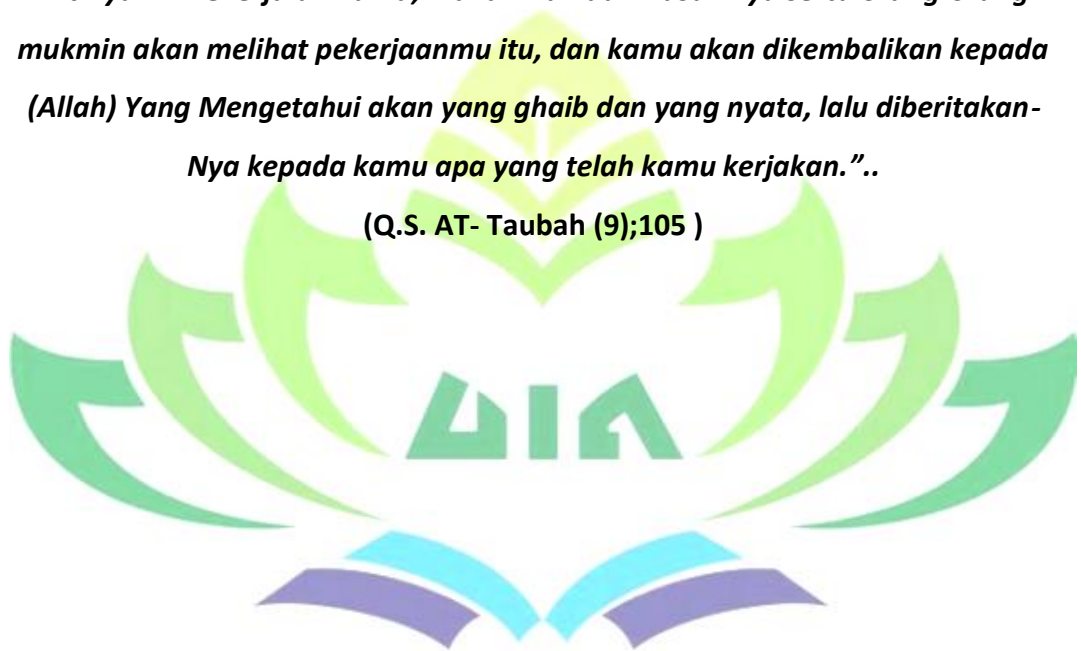 mukmin akan melihat pekerjaanmu itu, dan kamu akan dikembalikan kepada
(Allah) Yang Mengetahui akan yang ghaib dan yang nyata, lalu diberitakan-
Nya kepada kamu apa yang telah kamu kerjakan.”..
(Q.S. AT- Taubah (9);105 )
UIN